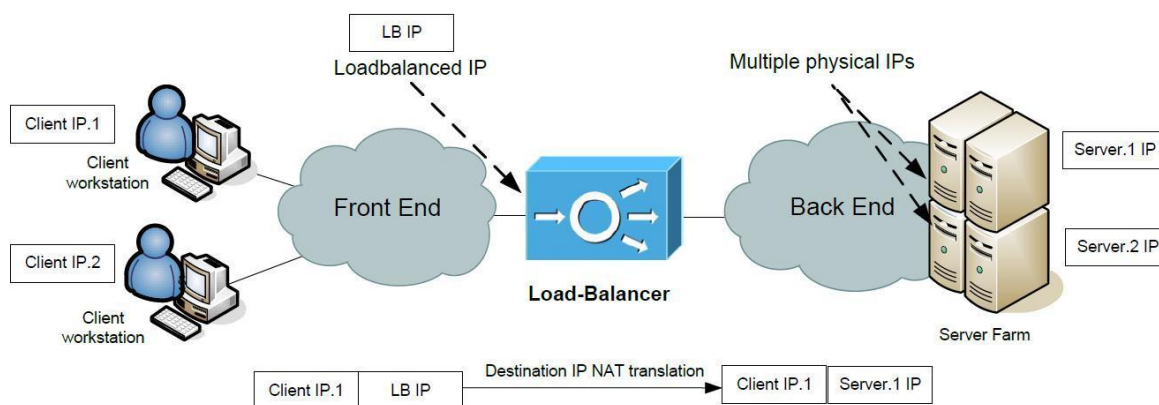 LB IP
Loadbalanced IP
Multiple physical IPs
Client IP.1
Client
workstation
Server.1 IP
Front End
Back End
Client IP.2
Server.2 IP
Load-Balancer
Client
workstation
Server Farm
Destination IP NAT translation
Client IP.1
LB IP
Client IP.1
Server.1 IP